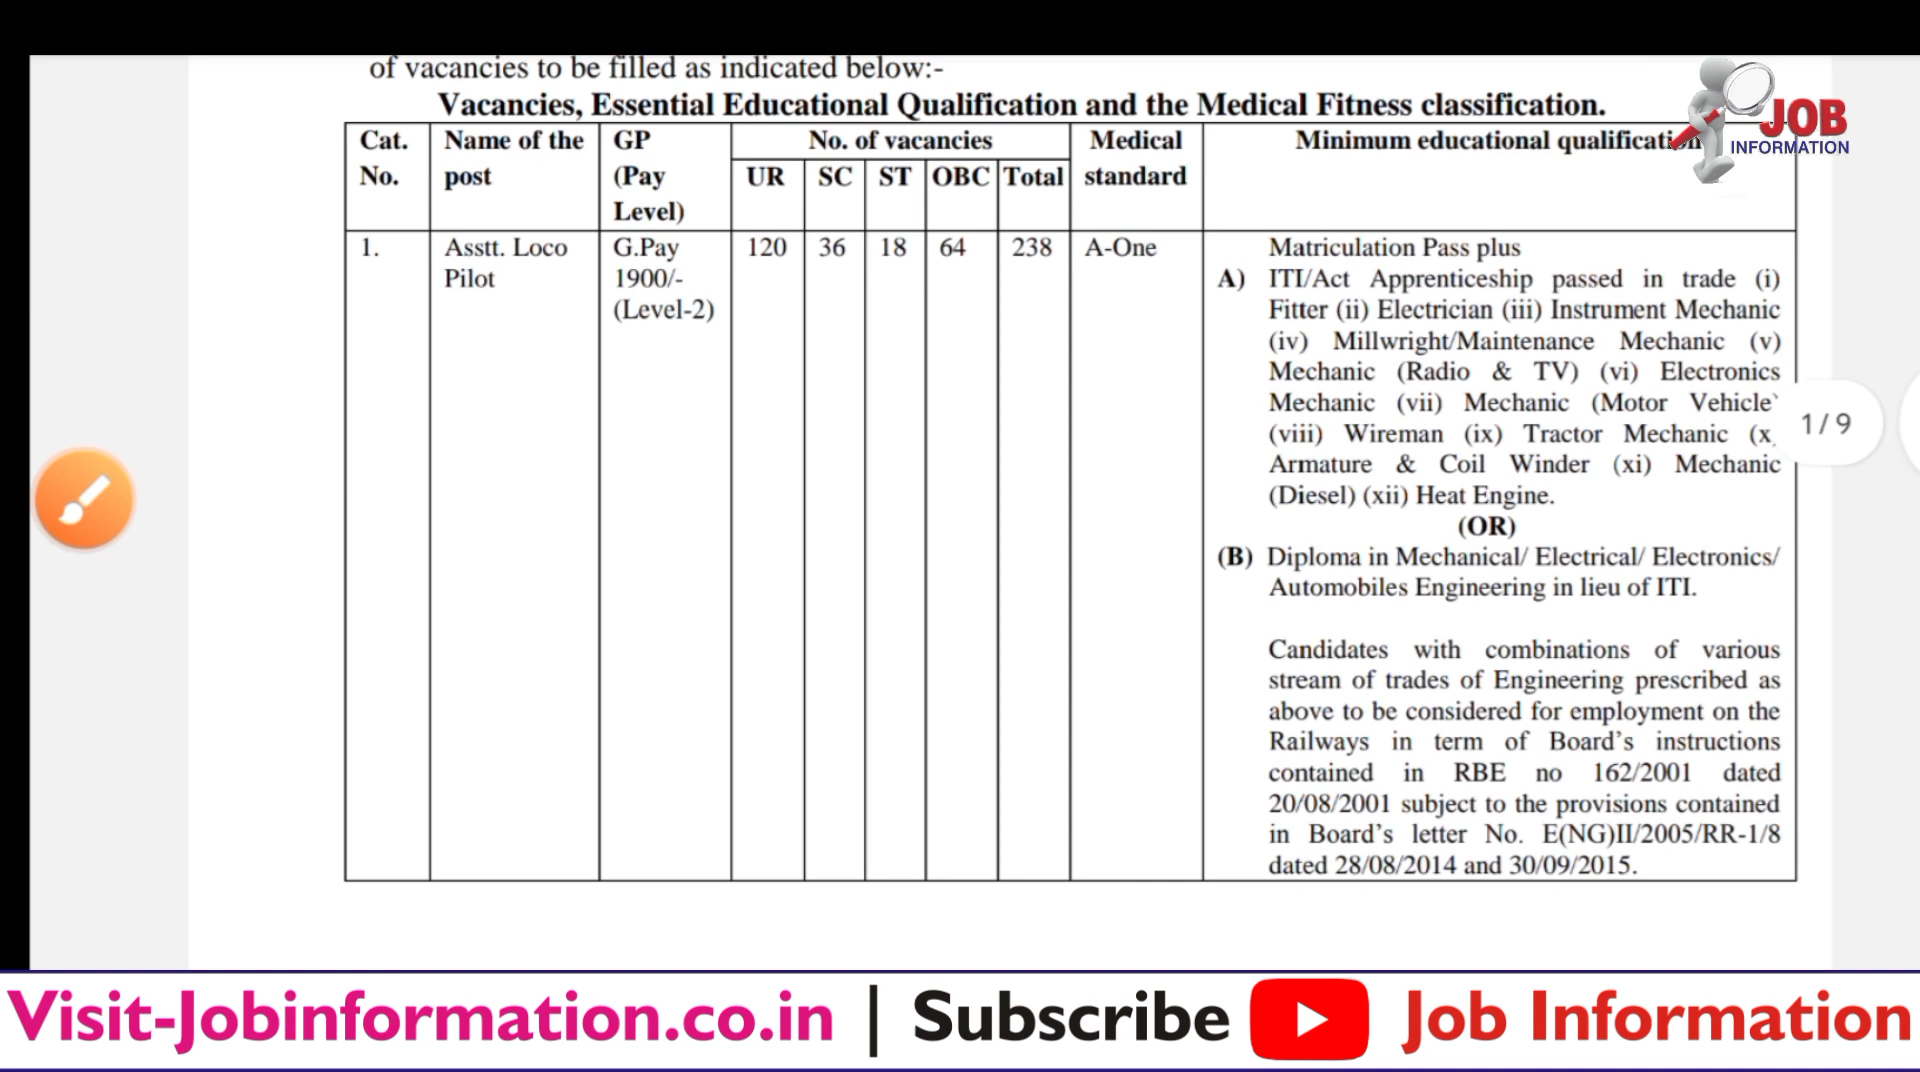 of vacancies to be filled as indicated below:-
Vacancies, Essential Educational Qualification and the Medical Fitness classification.
Cat. No.
Name of the post
GP (Pay Level)
No. of vacancies
UR SC ST OBC Total
Medical standard
Minimum educational qualificati
JOB
INFORMATION
1.
Asstt. Loco Pilot
G.Pay 1900/- (Level-2)
120 36 18 64 238
A-One
Matriculation Pass plus
A) ITI/Act Apprenticeship passed in trade (i)
Fitter (ii) Electrician (iii) Instrument Mechanic
(iv) Millwright/Maintenance Mechanic (v)
Mechanic (Radio & TV) (vi) Electronics
Mechanic (vii) Mechanic (Motor Vehicle
(viii) Wireman (ix) Tractor Mechanic (x
Armature & Coil Winder (xi) Mechanic
(Diesel) (xii) Heat Engine.
(OR)
(B) Diploma in Mechanical/ Electrical/ Electronics/
Automobiles Engineering in lieu of ITI.
Candidates with combinations of various
stream of trades of Engineering prescribed as
above to be considered for employment on the
Railways in term of Board's instructions
contained in RBE no 162/2001 dated
20/08/2001 subject to the provisions contained
in Board's letter No. E(NG)II/2005/RR-1/8
dated 28/08/2014 and 30/09/2015.
1/9
Visit-Jobinformation.co.in | Subscribe Job Information